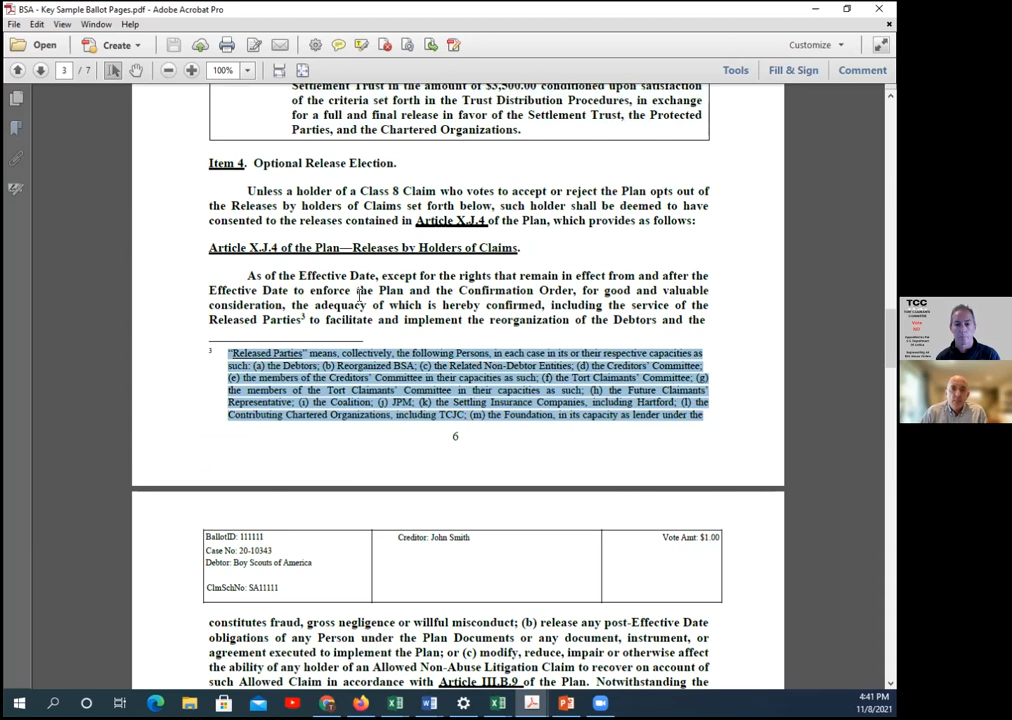 BSA - Key Sample Ballot Pages.pdf - Adobe Acrobat Pro
File Edit View Window Help
Open Create Customize
3 / 7 100% Tools Fill & Sign Comment
Settlement Trust in the amount of $3,500.00 conditioned upon satisfaction
of the criteria set forth in the Trust Distribution Procedures, in exchange
for a full and final release in favor of the Settlement Trust, the Protected
Parties, and the Chartered Organizations.
Item 4. Optional Release Election.
Unless a holder of a Class 8 Claim who votes to accept or reject the Plan opts out of
the Releases by holders of Claims set forth below, such holder shall be deemed to have
consented to the releases contained in Article X.J.4 of the Plan, which provides as follows:
Article X.J.4 of the Plan—Releases by Holders of Claims.
As of the Effective Date, except for the rights that remain in effect from and after the
Effective Date to enforce the Plan and the Confirmation Order, for good and valuable
consideration, the adequacy of which is hereby confirmed, including the service of the
Released Parties3 to facilitate and implement the reorganization of the Debtors and the
3 "Released Parties" means, collectively, the following Persons, in each case in its or their respective capacities as
such: (a) the Debtors; (b) Reorganized BSA; (c) the Related Non-Debtor Entities; (d) the Creditors' Committee;
(e) the members of the Creditors' Committee in their capacities as such; (f) the Tort Claimants' Committee; (g)
the members of the Tort Claimants' Committee in their capacities as such; (h) the Future Claimants'
Representative; (i) the Coalition; (j) JPM; (k) the Settling Insurance Companies, including Hartford; (l) the
Contributing Chartered Organizations, including TCJC; (m) the Foundation, in its capacity as lender under the
6
BallotID: 111111 Creditor: John Smith Vote Amt: $1.00
Case No: 20-10343
Debtor: Boy Scouts of America
ClmSchNo: SA11111
constitutes fraud, gross negligence or willful misconduct; (b) release any post-Effective Date
obligations of any Person under the Plan Documents or any document, instrument, or
agreement executed to implement the Plan; or (c) modify, reduce, impair or otherwise affect
the ability of any holder of an Allowed Non-Abuse Litigation Claim to recover on account of
such Allowed Claim in accordance with Article III.B.9 of the Plan. Notwithstanding the
TCC
4:41 PM
11/8/2021